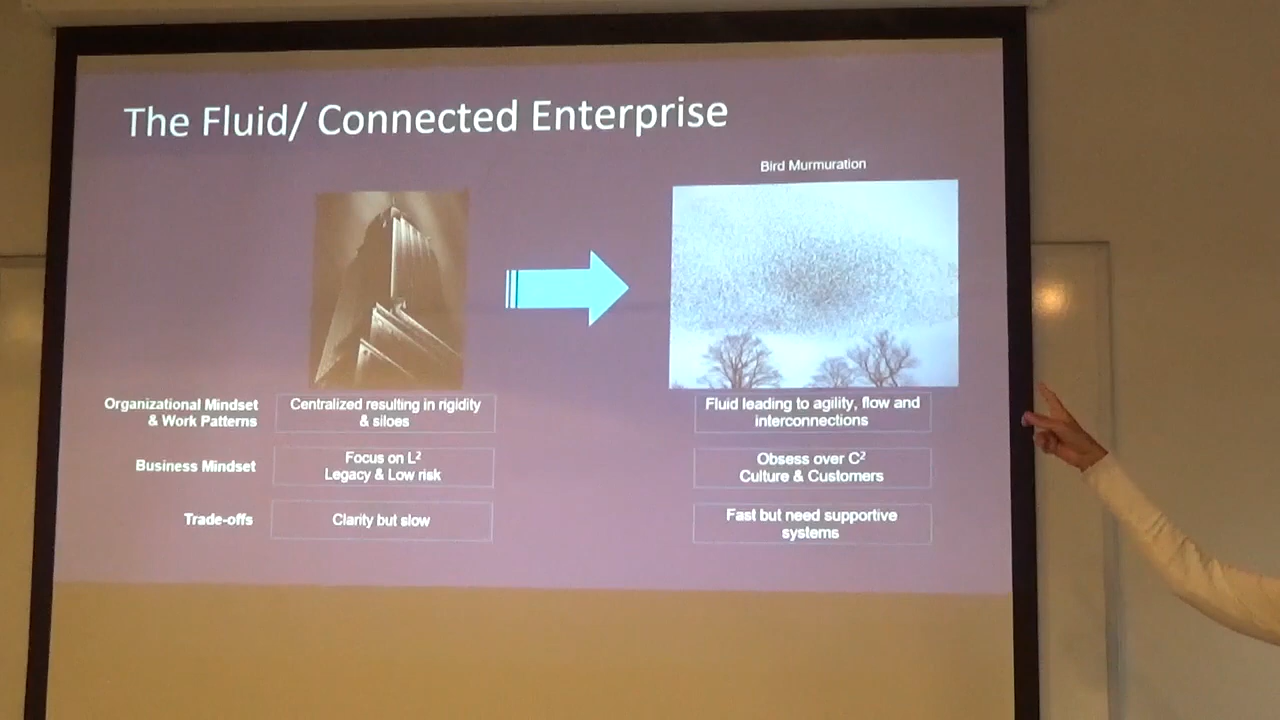 The Fluid/ Connected Enterprise
Bird Murmuration
Organizational Mindset
& Work Patterns
Centralized resulting in rigidity
& siloes
Fluid leading to agility, flow and
interconnections
Business Mindset
Focus on L²
Legacy & Low risk
Obsess over C²
Culture & Customers
Trade-offs
Clarity but slow
Fast but need supportive
systems